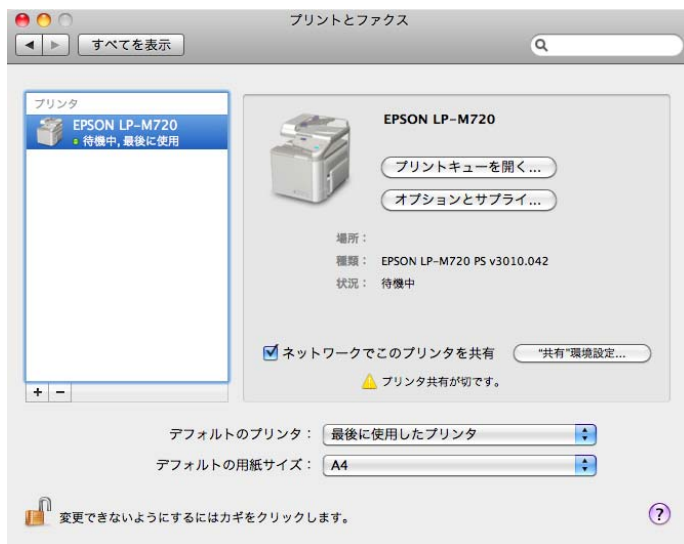 プリントとファクス
すべてを表示
プリンタ
EPSON LP-M720
待機中, 最後に使用
EPSON LP-M720
プリントキューを開く...
オプションとサプライ...
場所：
種類： EPSON LP-M720 PS v3010.042
状況： 待機中
ネットワークでこのプリンタを共有 "共有"環境設定...
プリンタ共有が切です。
+ −
デフォルトのプリンタ： 最後に使用したプリンタ
デフォルトの用紙サイズ： A4
変更できないようにするにはカギをクリックします。 ?